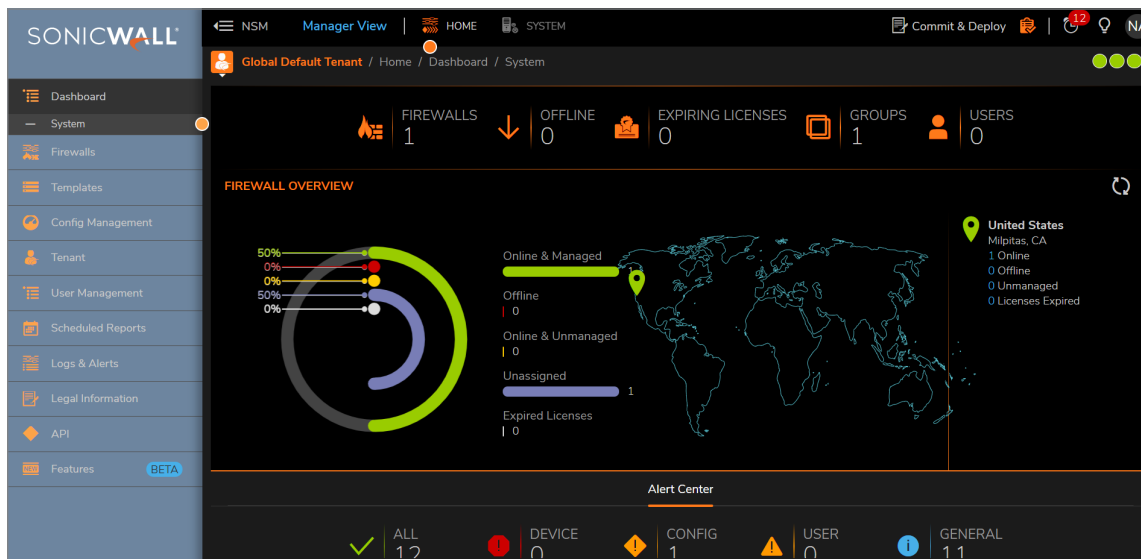 SONICWALL
NSM Manager View HOME SYSTEM Commit & Deploy 12 NA
Global Default Tenant / Home / Dashboard / System
Dashboard
System
Firewalls
Templates
Config Management
Tenant
User Management
Scheduled Reports
Logs & Alerts
Legal Information
API
NEW Features BETA
FIREWALLS
1
OFFLINE
0
EXPIRING LICENSES
0
GROUPS
1
USERS
0
FIREWALL OVERVIEW
50%
0%
0%
50%
0%
Online & Managed
1
Offline
0
Online & Unmanaged
0
Unassigned
1
Expired Licenses
0
United States
Milpitas, CA
1 Online
0 Offline
0 Unmanaged
0 Licenses Expired
Alert Center
ALL
12
DEVICE
0
CONFIG
1
USER
0
GENERAL
11